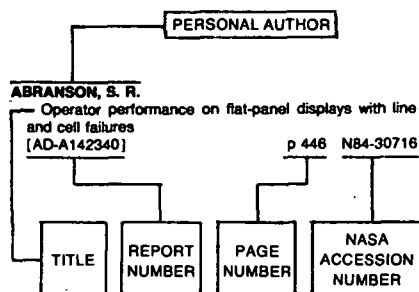 PERSONAL AUTHOR
ABRANSON, S. R.
Operator performance on flat-panel displays with line
and cell failures
[AD-A142340] p 446 N84-30716
TITLE
REPORT
NUMBER
PAGE
NUMBER
NASA
ACCESSION
NUMBER